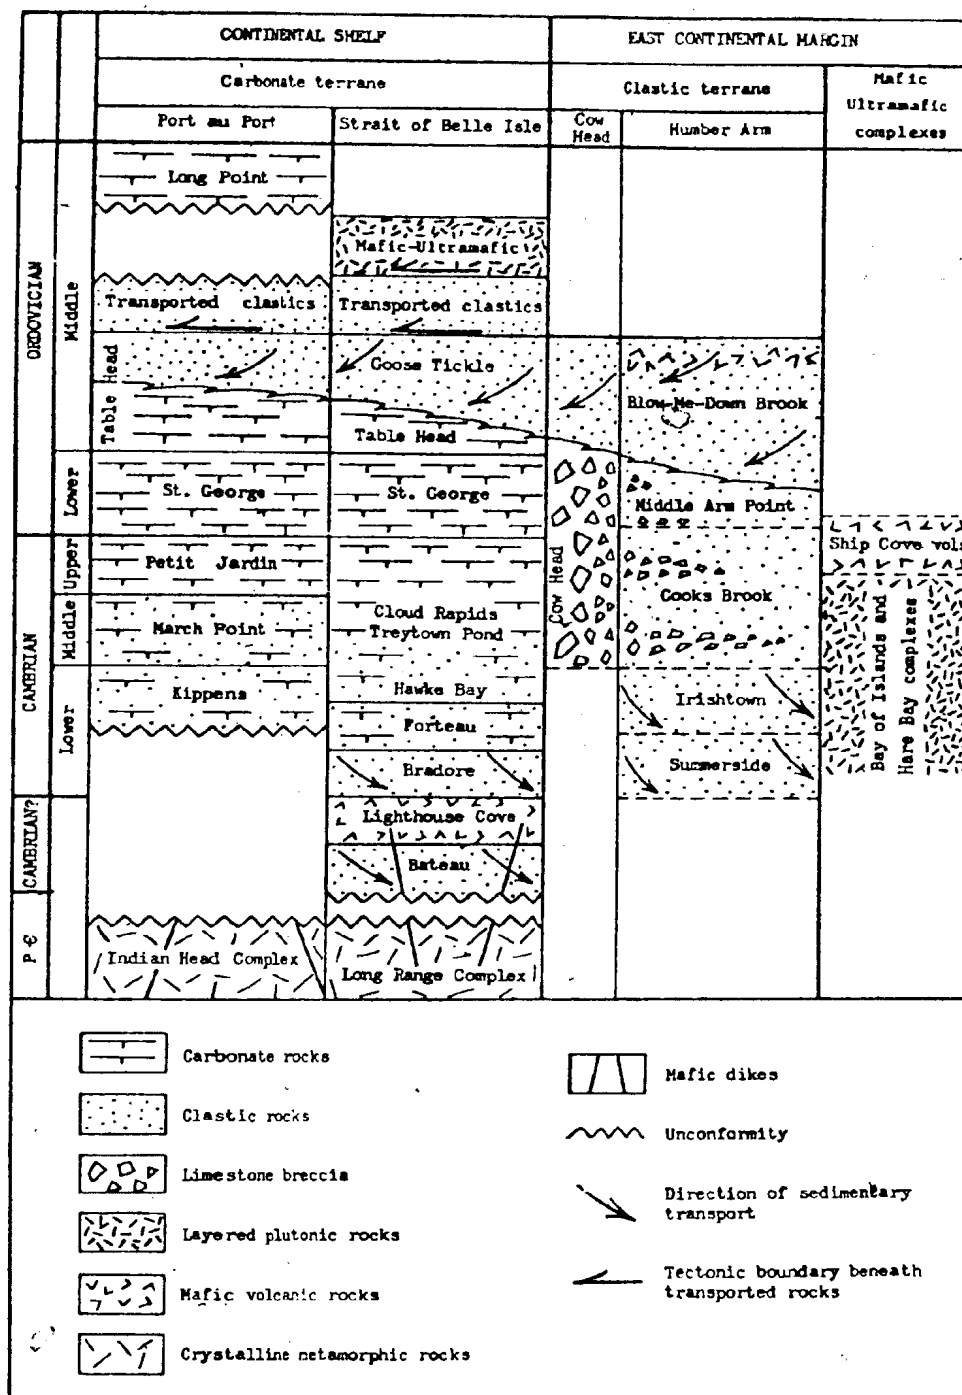 CONTINENTAL SHELF
EAST CONTINENTAL MARGIN
Carbonate terrane
Clastic terrane
Mafic
Ultramafic
complexes
Port au Port
Strait of Belle Isle
Cow
Head
Humber Arm
ORDOVICIAN
Middle
Lower
CAMBRIAN
Upper
Middle
Lower
CAMBRIAN?
P-Є
Long Point
Mafic-Ultramafic
Transported clastics
Transported clastics
Table Head
Goose Tickle
Table Head
Blow-Me-Down Brook
St. George
St. George
Middle Arm Point
Cow Head
Petit Jardin
Ship Cove vols
March Point
Cloud Rapids
Treytown Pond
Cooks Brook
Kippens
Hawke Bay
Irishtown
Bay of Islands and
Hare Bay complexes
Forteau
Bradore
Summerside
Lighthouse Cove
Bateau
Indian Head Complex
Long Range Complex
Carbonate rocks
Clastic rocks
Limestone breccia
Layered plutonic rocks
Mafic volcanic rocks
Crystalline metamorphic rocks
Mafic dikes
Unconformity
Direction of sedimentary
transport
Tectonic boundary beneath
transported rocks